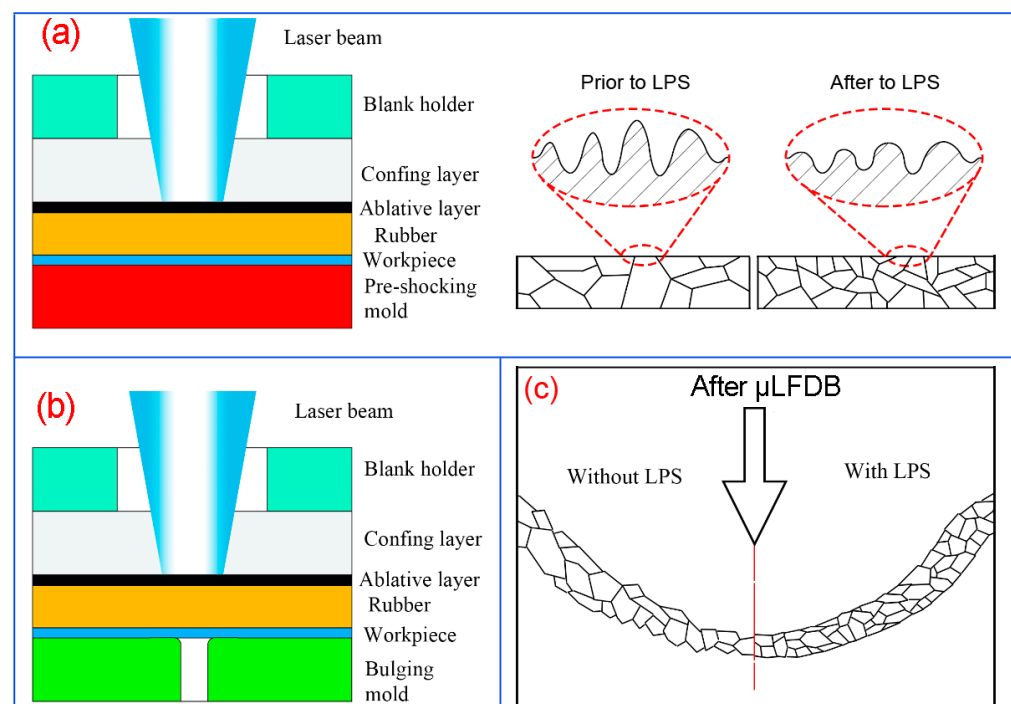 (a)
Laser beam
Blank holder
Confing layer
Ablative layer
Rubber
Workpiece
Pre-shocking
mold
Prior to LPS
After to LPS
(b)
Laser beam
Blank holder
Confing layer
Ablative layer
Rubber
Workpiece
Bulging
mold
(c)
After μLFDB
Without LPS
With LPS